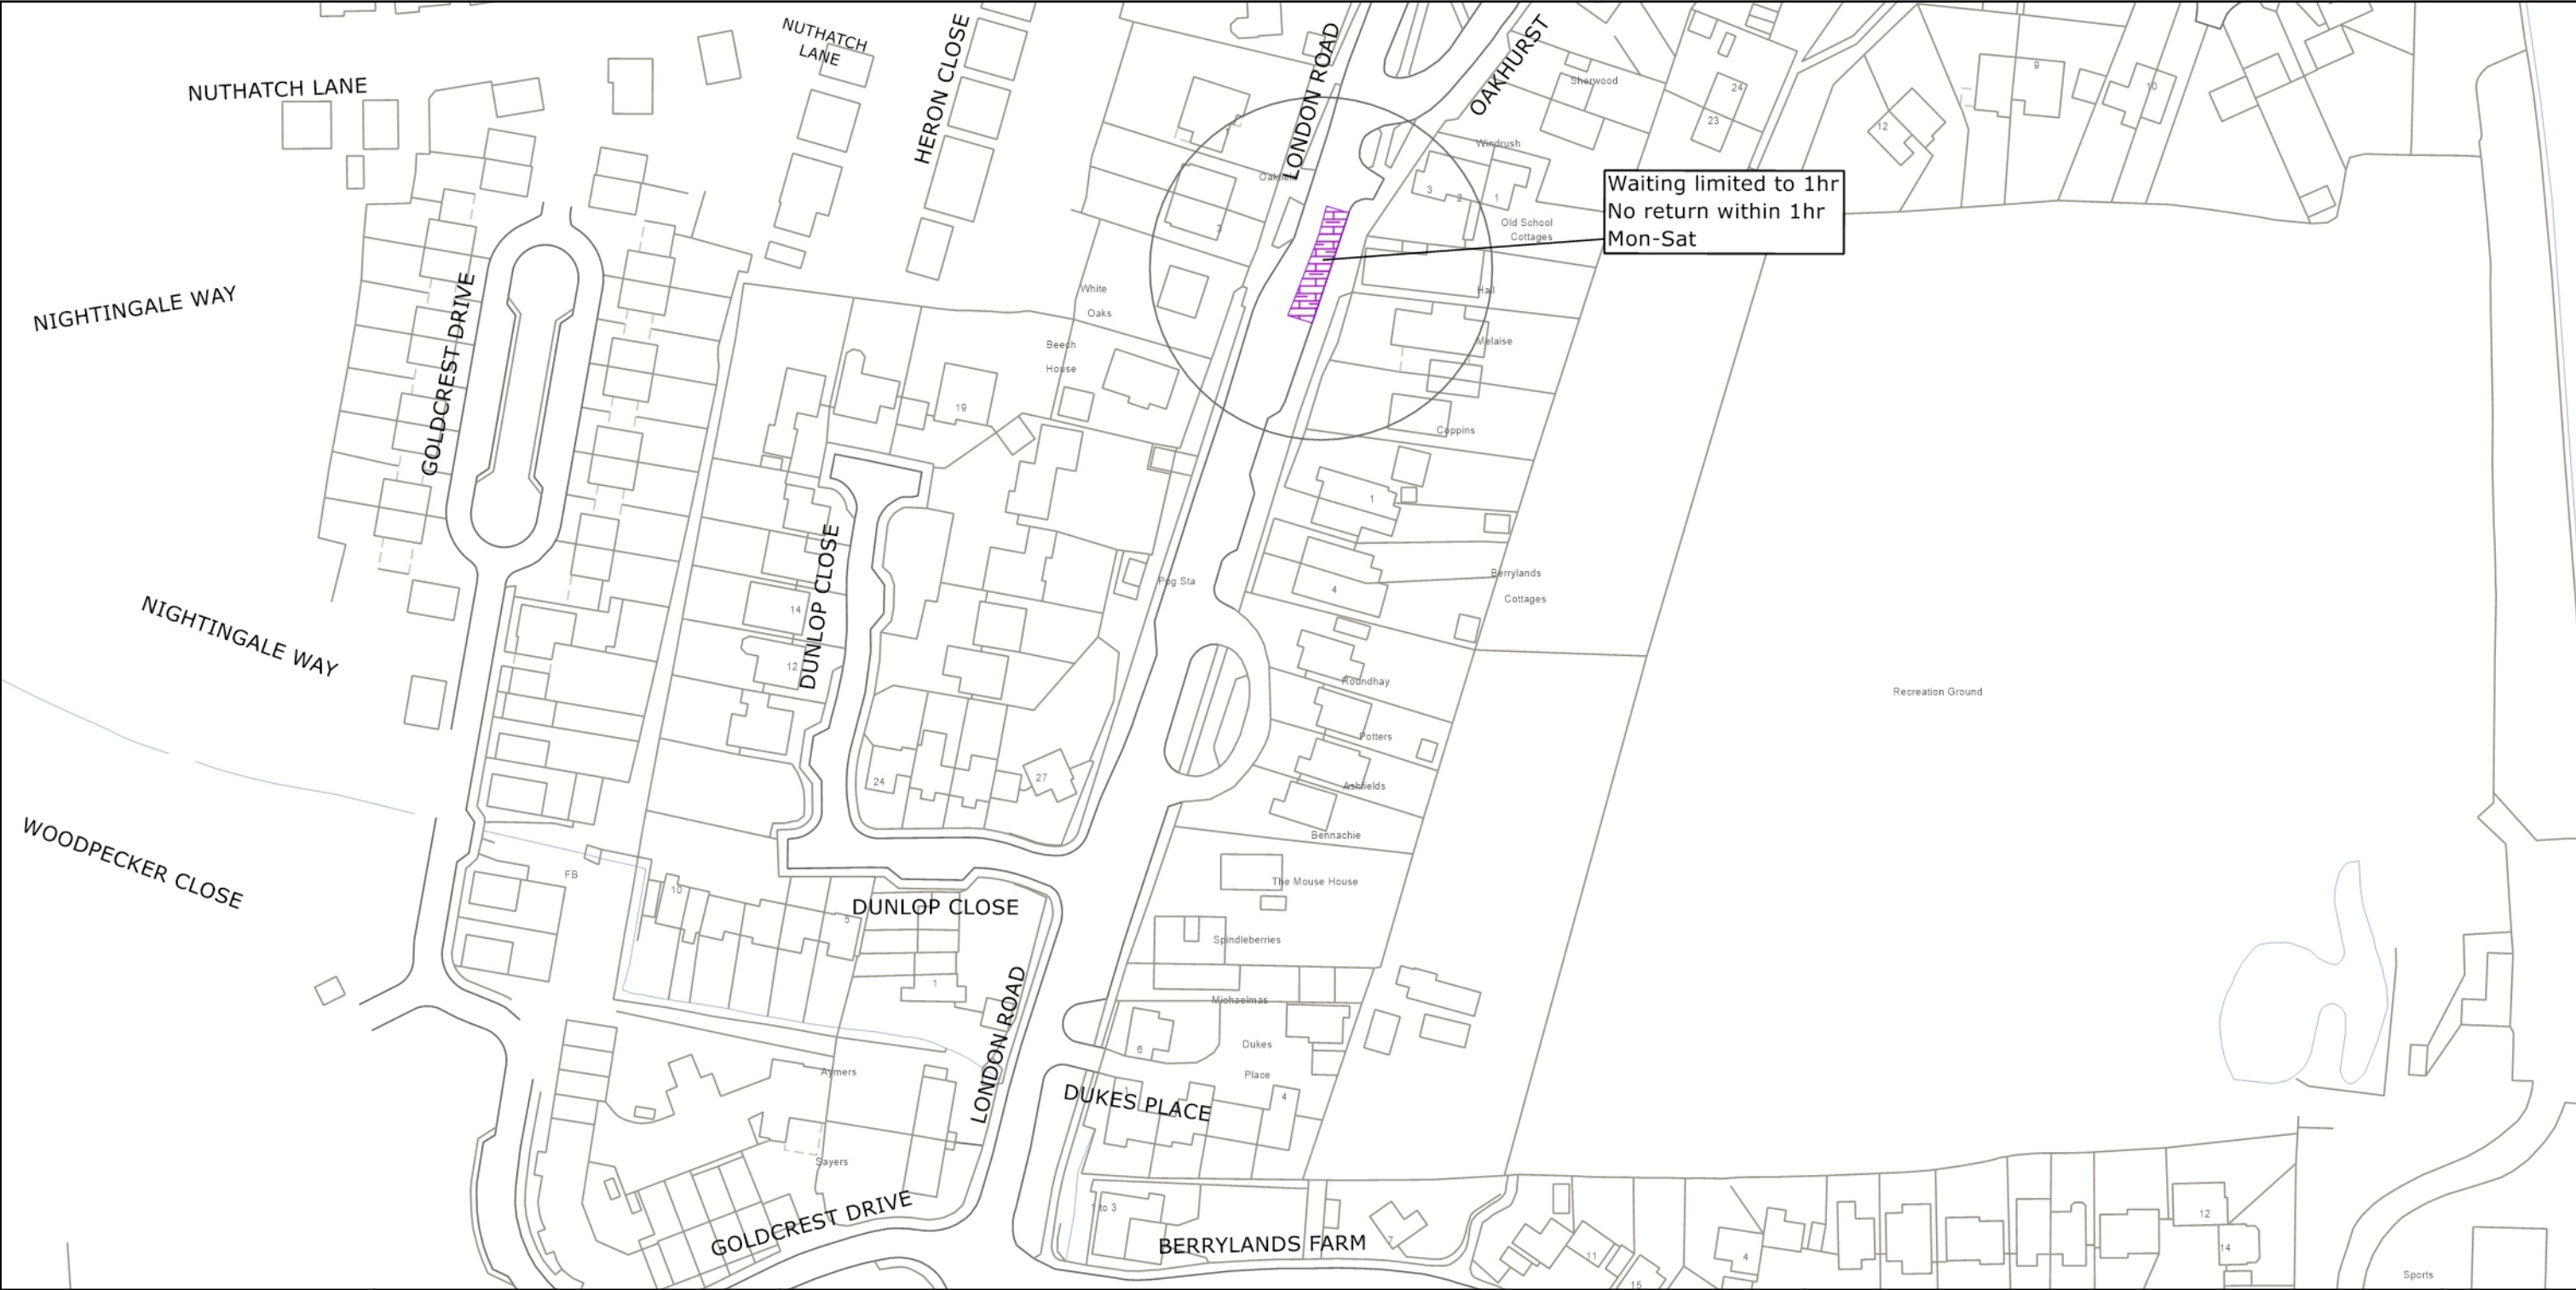 NUTHATCH
LANE
NUTHATCH LANE
HERON CLOSE
LONDON ROAD
OAKHURST
Sherwood
24
23
9
10
12
Windrush
Oakfield
3
2
1
3
Old School
Cottages
Waiting limited to 1hr
No return within 1hr
Mon-Sat
Hall
White
Oaks
Beech
House
Melaise
NIGHTINGALE WAY
GOLDCREST DRIVE
19
Coppins
1
DUNLOP CLOSE
Ppg Sta
Berrylands
Cottages
4
14
12
NIGHTINGALE WAY
Roundhay
Recreation Ground
Potters
24
27
Ashfields
Bennachie
WOODPECKER CLOSE
FB
The Mouse House
10
5
DUNLOP CLOSE
Spindleberries
1
LONDON ROAD
Michaelmas
6
Dukes
Place
Aymers
1
4
DUKES PLACE
Sayers
GOLDCREST DRIVE
1 to 3
7
BERRYLANDS FARM
11
15
4
12
14
Sports